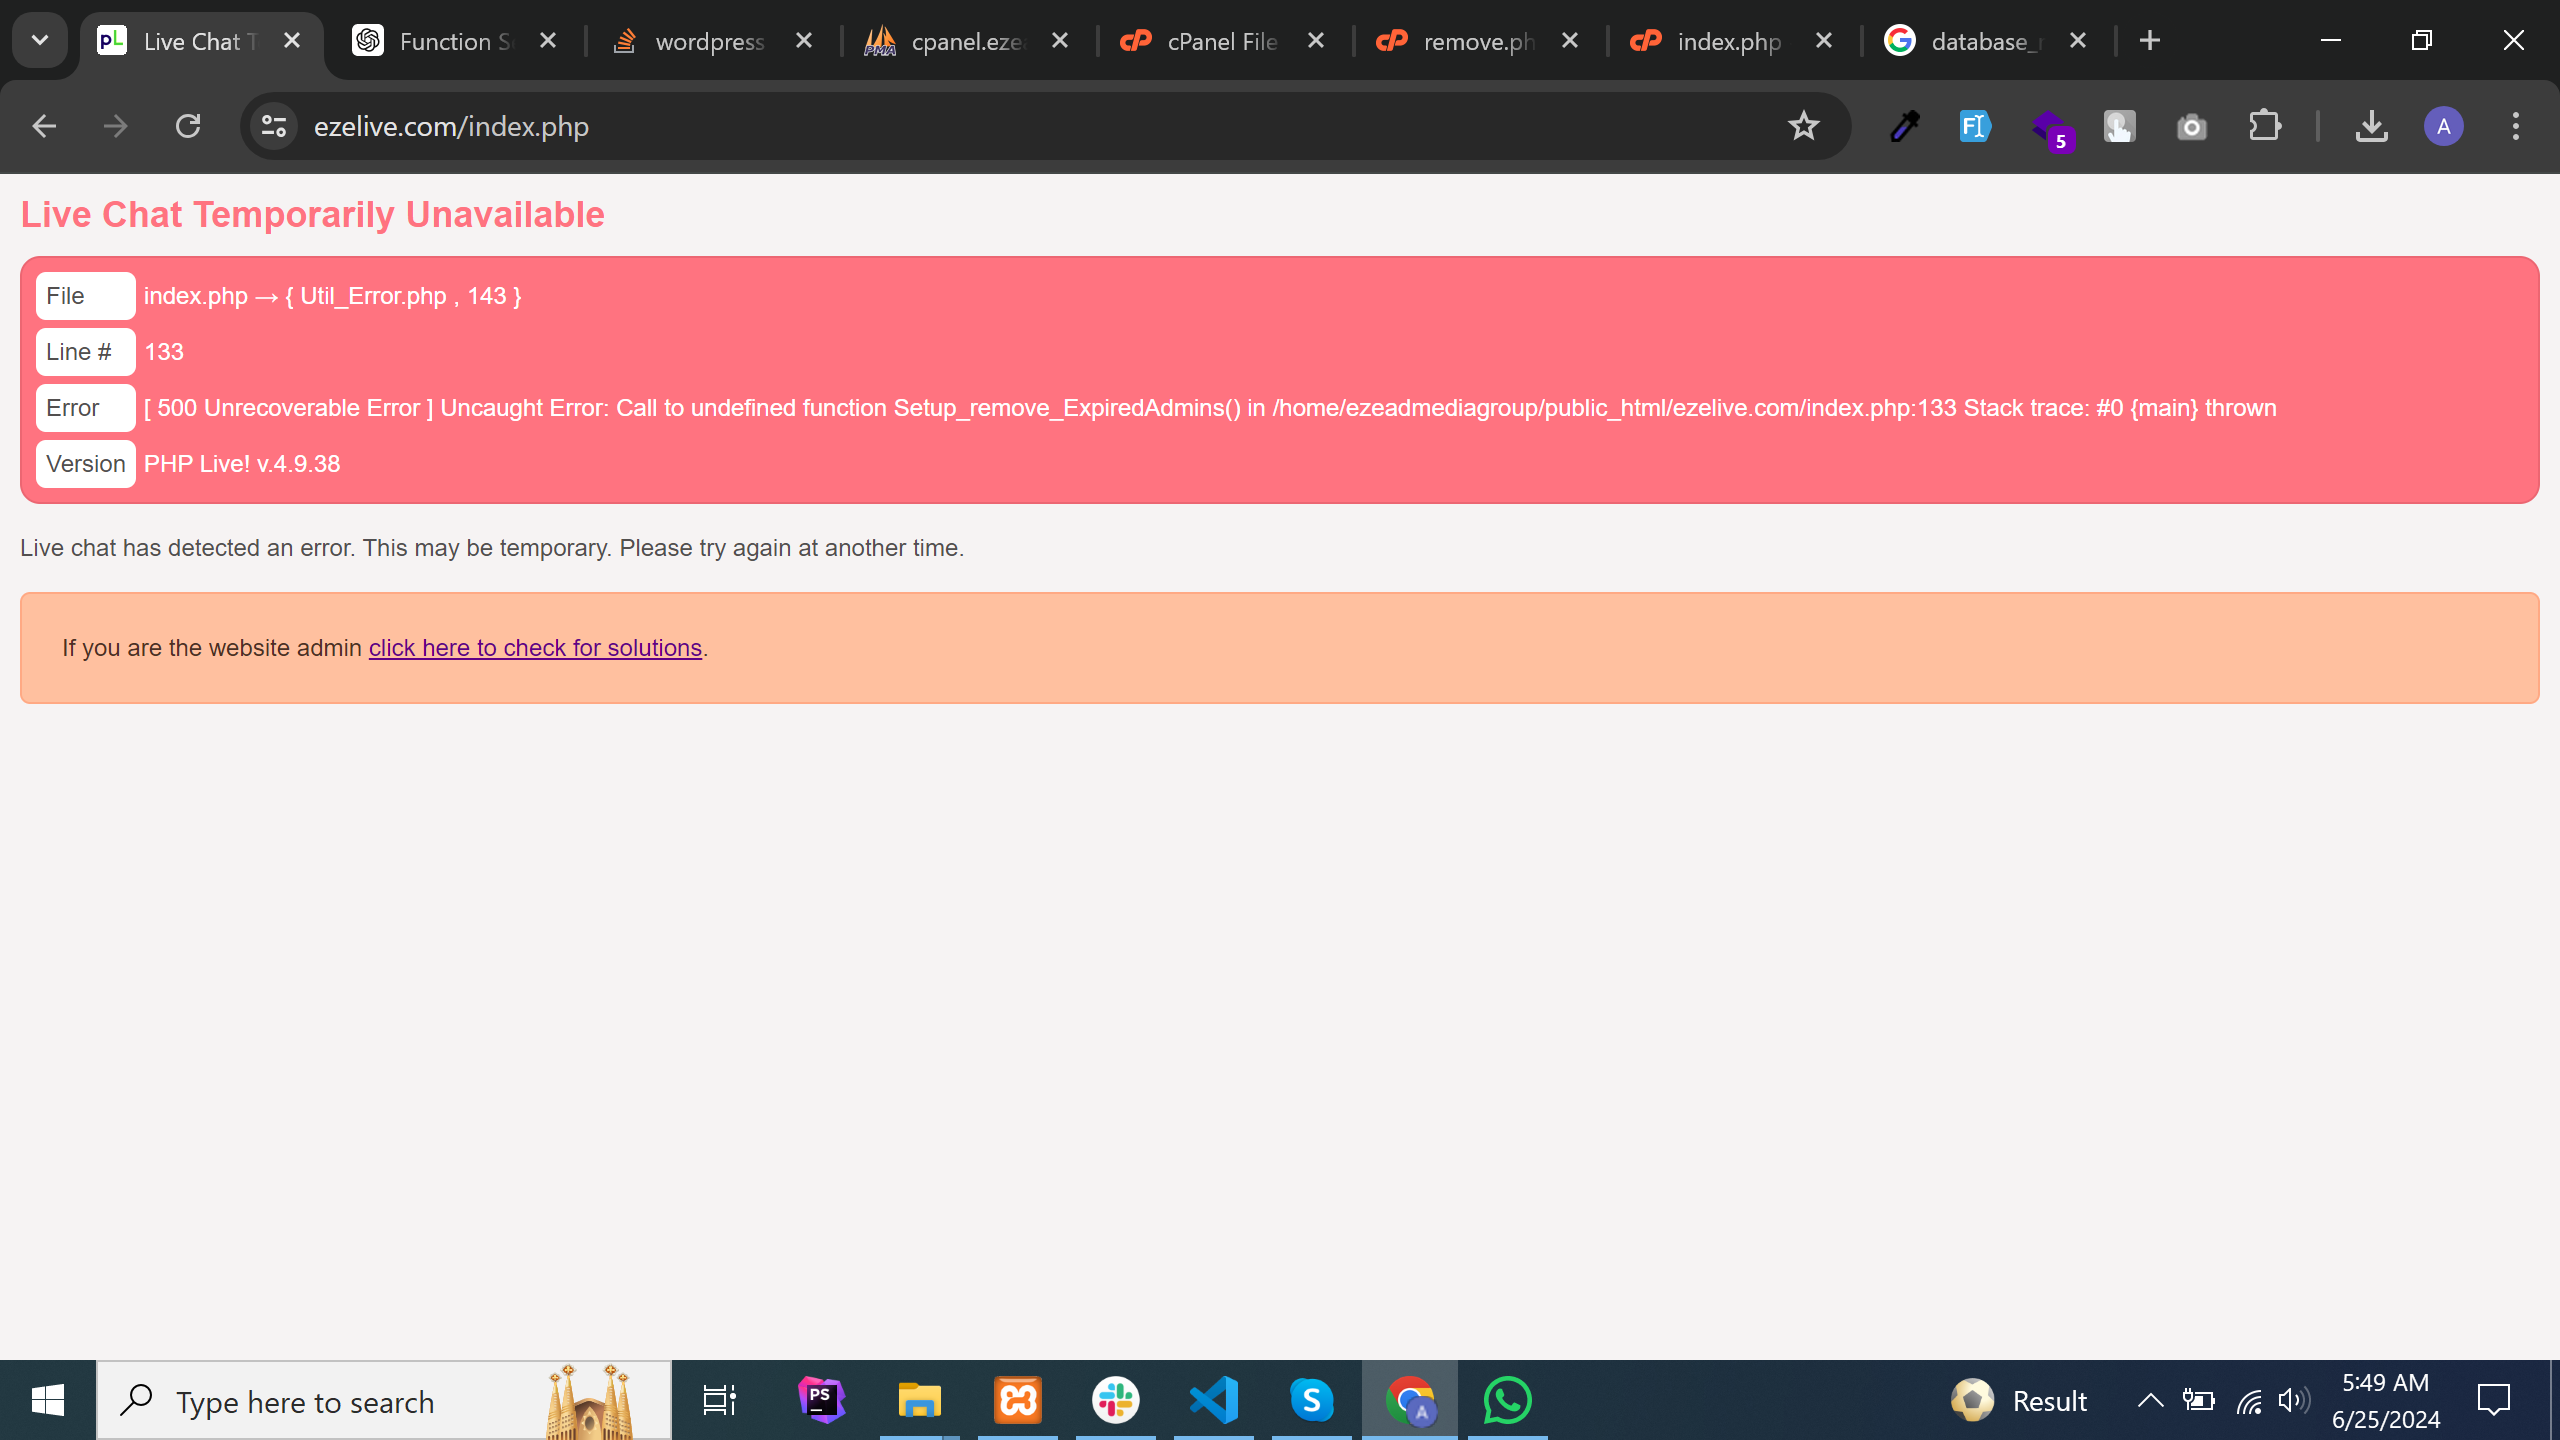 Live Chat T
Function S
wordpress
cpanel.eze
cPanel File
remove.ph
index.php
database_
ezelive.com/index.php
5
A
Live Chat Temporarily Unavailable
File index.php → { Util_Error.php , 143 }
Line # 133
Error [ 500 Unrecoverable Error ] Uncaught Error: Call to undefined function Setup_remove_ExpiredAdmins() in /home/ezeadmediagroup/public_html/ezelive.com/index.php:133 Stack trace: #0 {main} thrown
Version PHP Live! v.4.9.38
Live chat has detected an error. This may be temporary. Please try again at another time.
If you are the website admin click here to check for solutions.
Type here to search
Result
5:49 AM
6/25/2024